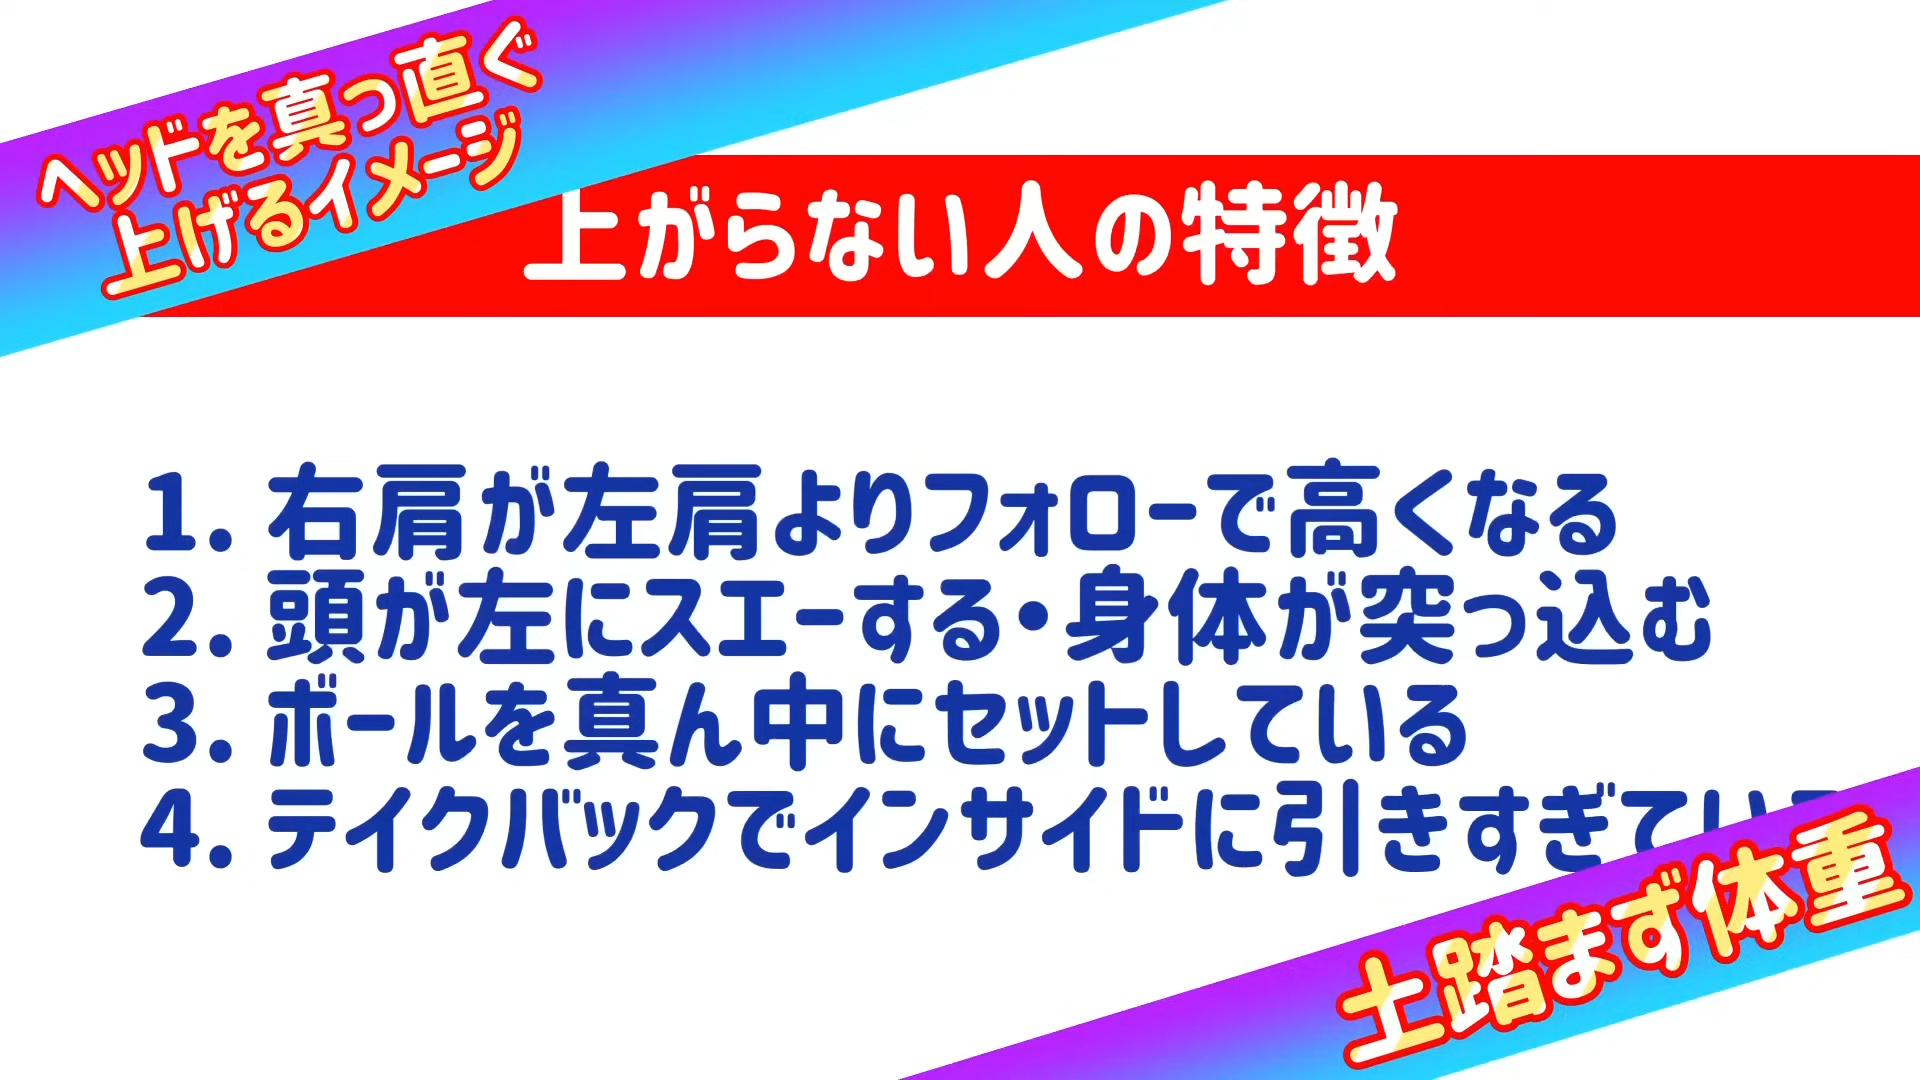 ヘッドを真っ直ぐ
上げるイメージ
上がらない人の特徴
1. 右肩が左肩よりフォローで高くなる
2. 頭が左にスエーする・身体が突っ込む
3. ボールを真ん中にセットしている
4. テイクバックでインサイドに引きすぎてい
土踏まず体重